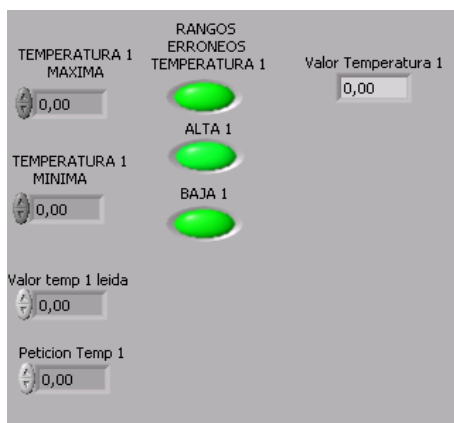 RANGOS
ERRONEOS
TEMPERATURA 1
TEMPERATURA 1
MAXIMA
0,00
Valor Temperatura 1
0,00
ALTA 1
TEMPERATURA 1
MINIMA
0,00
BAJA 1
Valor temp 1 leida
0,00
Peticion Temp 1
0,00